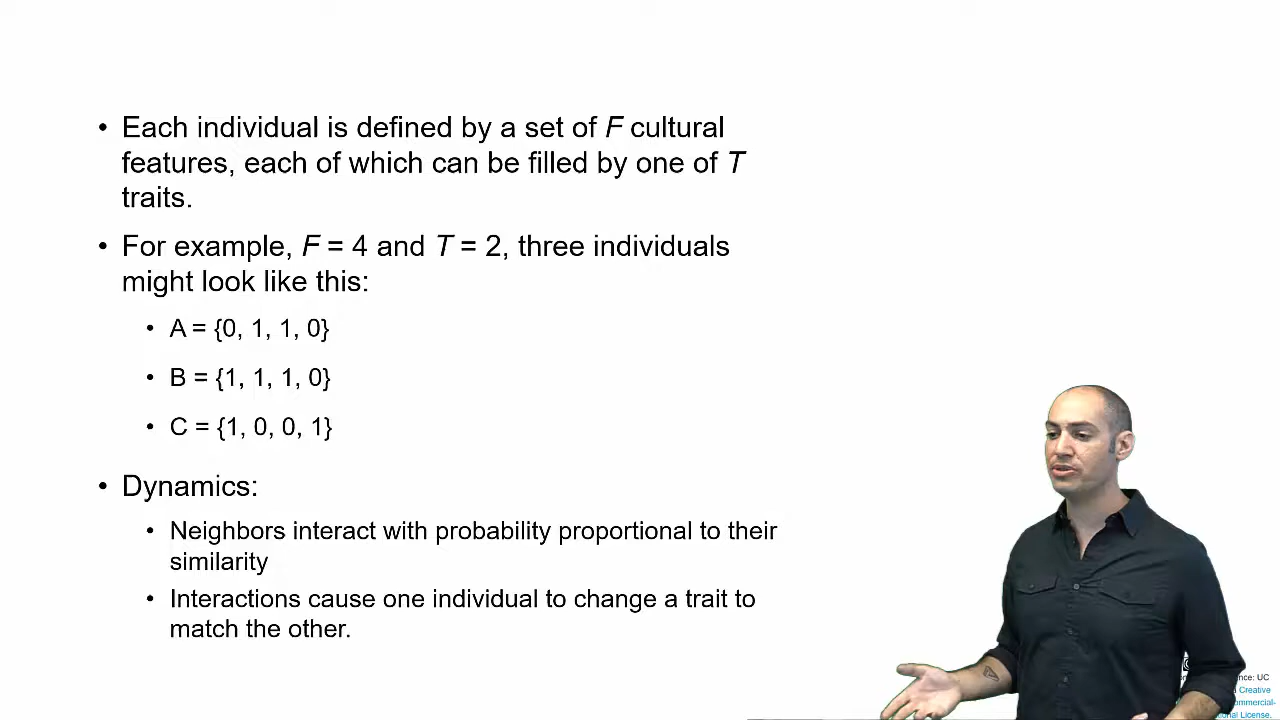 • Each individual is defined by a set of F cultural
features, each of which can be filled by one of T
traits.
• For example, F = 4 and T = 2, three individuals
might look like this:
• A = {0, 1, 1, 0}
• B = {1, 1, 1, 0}
• C = {1, 0, 0, 1}
• Dynamics:
• Neighbors interact with probability proportional to their
similarity
• Interactions cause one individual to change a trait to
match the other.
UC
Creative
License.